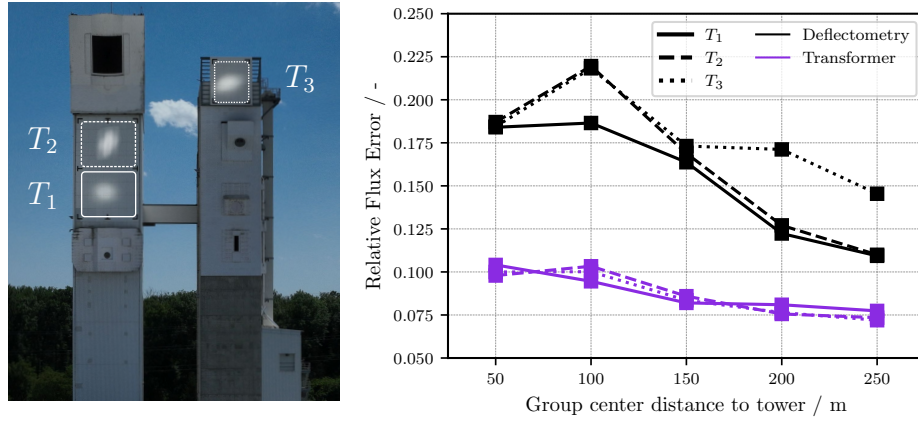 T₂
T₁
T₃
Relative Flux Error / -
0.250
0.225
0.200
0.175
0.150
0.125
0.100
0.075
0.050
T₁
T₂
T₃
Deflectometry
Transformer
50 100 150 200 250
Group center distance to tower / m